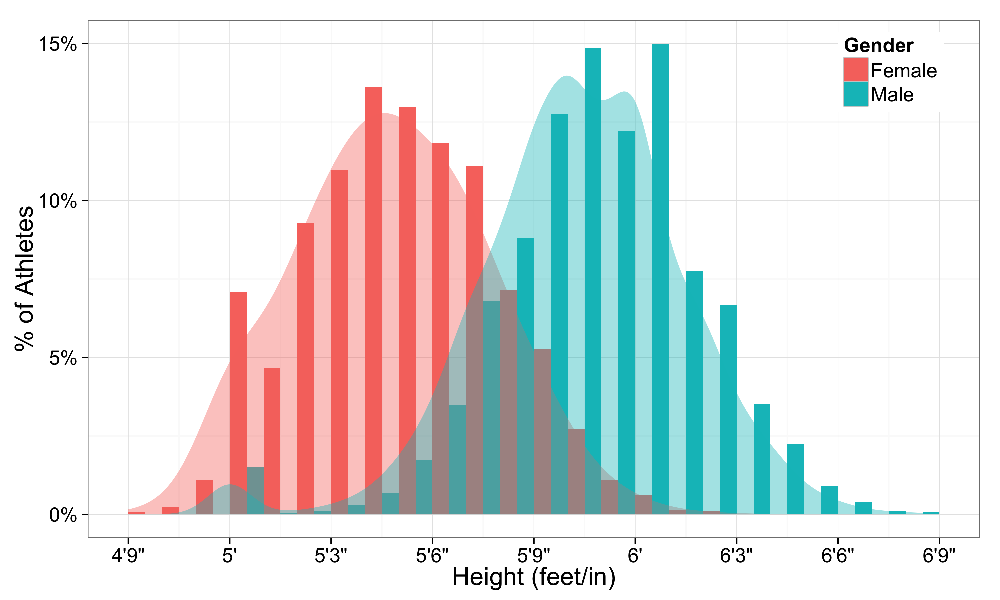 Gender
Female
Male
15%
10%
5%
0%
% of Athletes
4'9" 5' 5'3" 5'6" 5'9" 6' 6'3" 6'6" 6'9"
Height (feet/in)